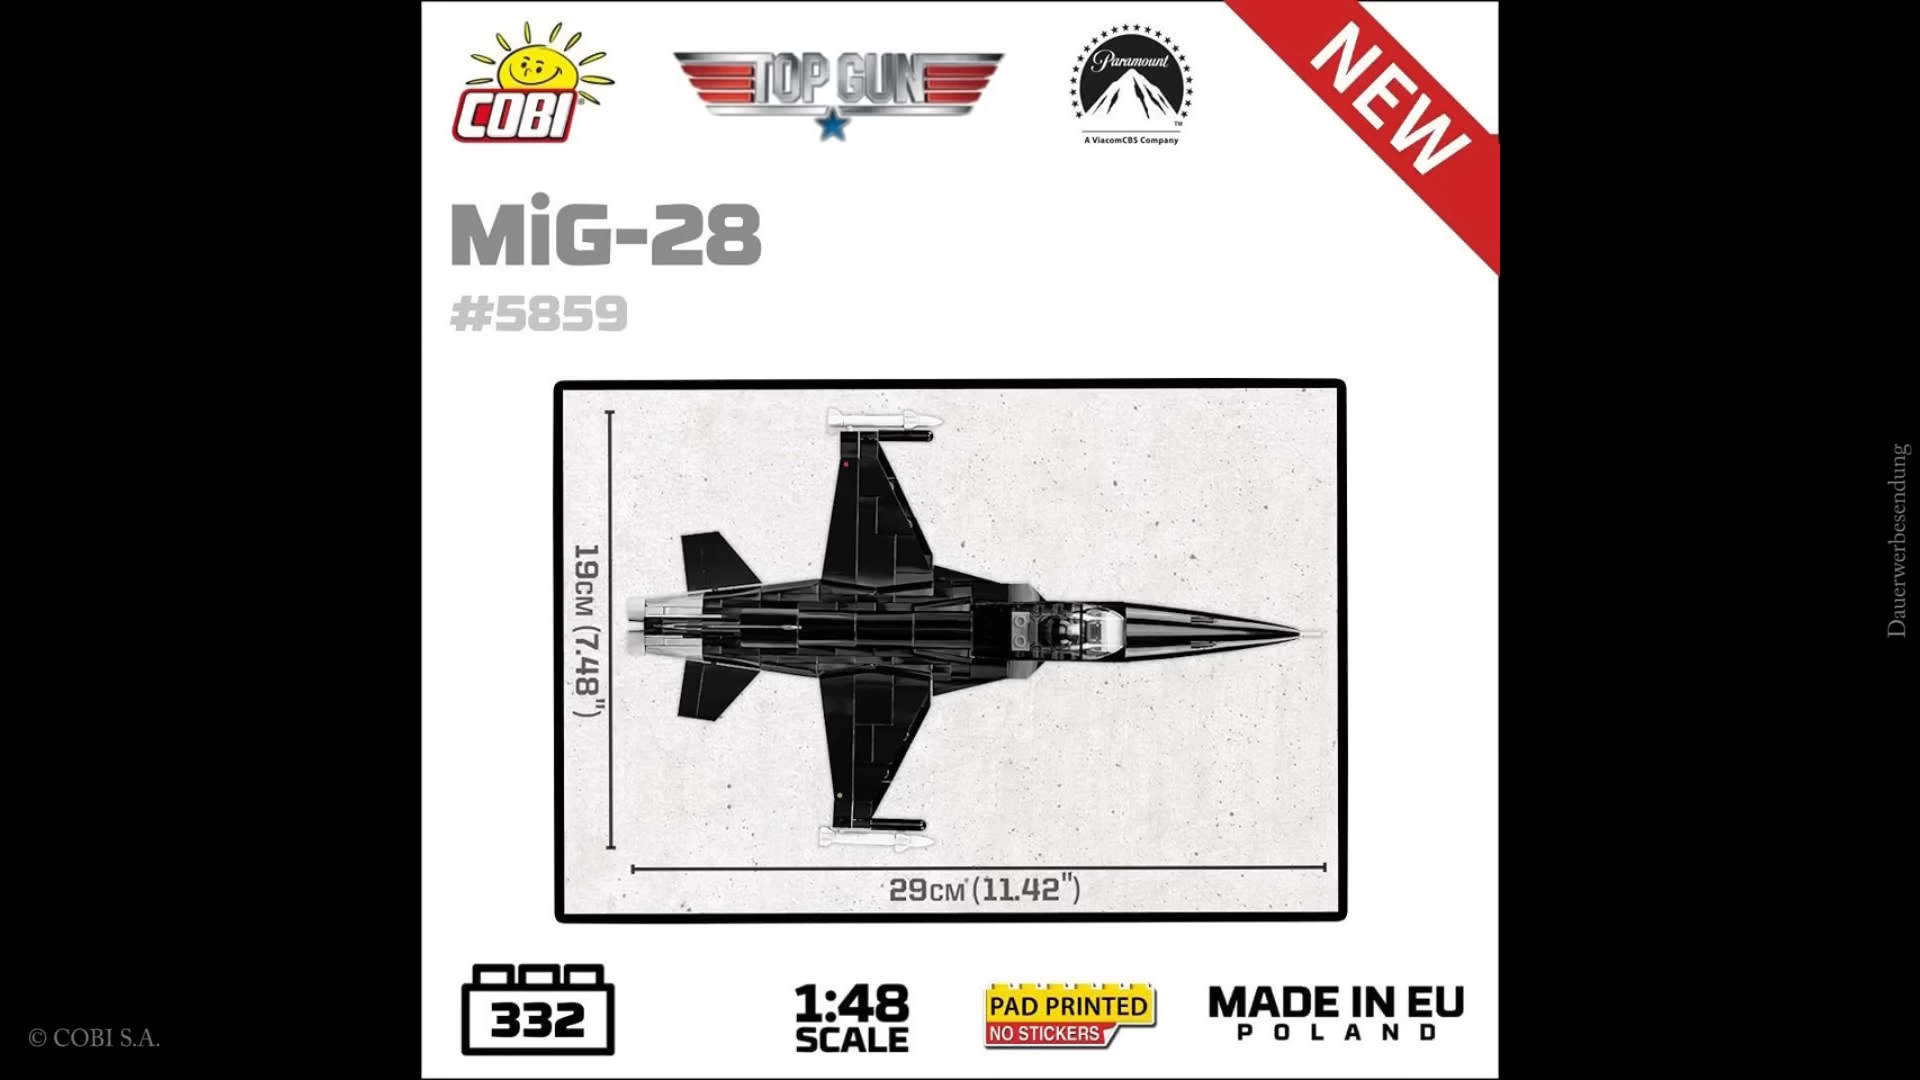 COBI
TOP GUN
Paramount
TM
A ViacomCBS Company
NEW
MiG-28
#5859
19CM (7.48")
29CM (11.42")
332
1:48
SCALE
PAD PRINTED
NO STICKERS
MADE IN EU
POLAND
© COBI S.A.
Dauerwerbesendung